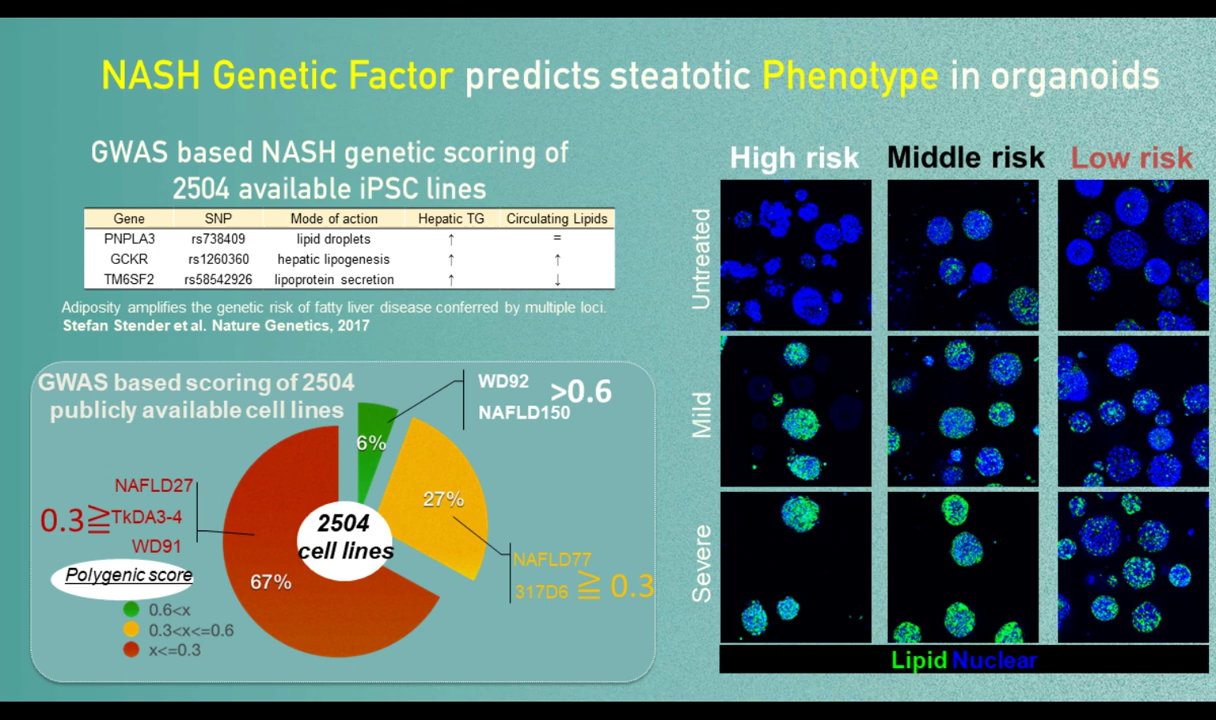 NASH Genetic Factor predicts steatotic Phenotype in organoids
GWAS based NASH genetic scoring of
2504 available iPSC lines
Gene SNP Mode of action Hepatic TG Circulating Lipids
PNPLA3 rs738409 lipid droplets ↑ =
GCKR rs1260360 hepatic lipogenesis ↑ ↑
TM6SF2 rs58542926 lipoprotein secretion ↑ ↓
Adiposity amplifies the genetic risk of fatty liver disease conferred by multiple loci.
Stefan Stender et al. Nature Genetics, 2017
GWAS based scoring of 2504
publicly available cell lines
WD92
NAFLD150
>0.6
6%
27%
67%
2504
cell lines
NAFLD27
TkDA3-4
WD91
0.3≧
NAFLD77
317D6
≧ 0.3
Polygenic score
0.6<x
0.3<x<=0.6
x<=0.3
High risk Middle risk Low risk
Untreated
Mild
Severe
Lipid Nuclear